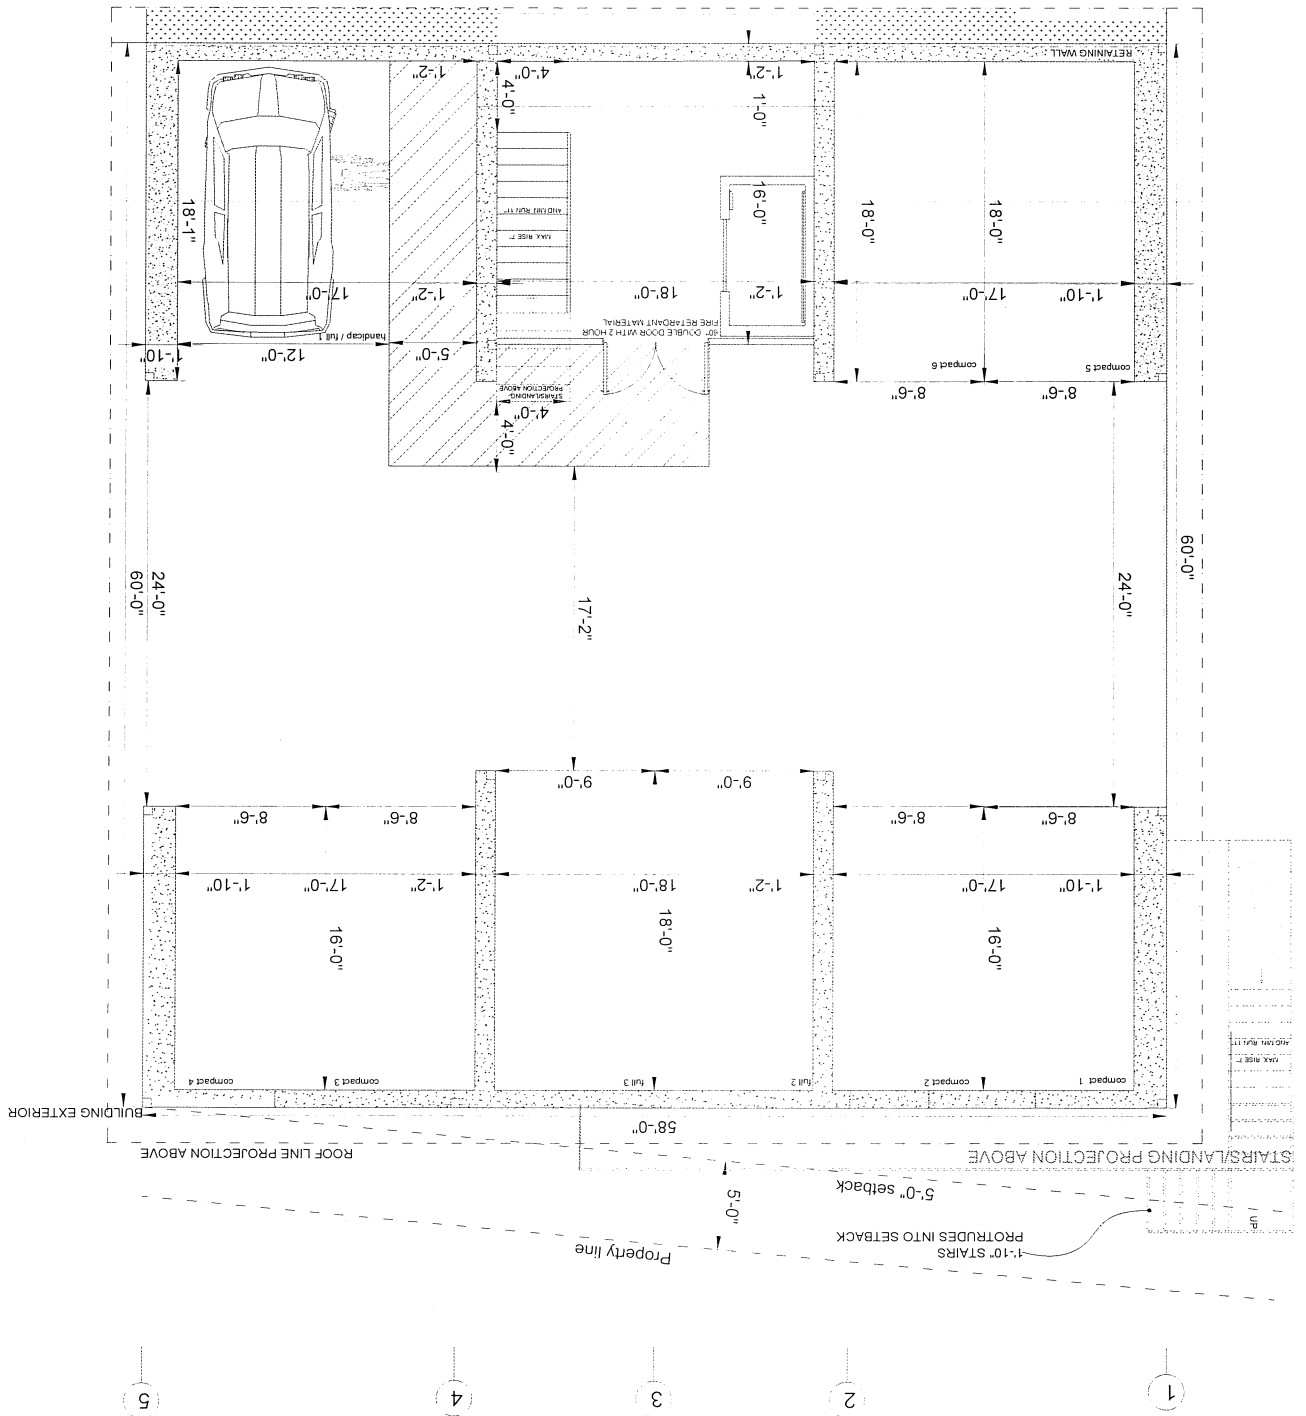 1
2
3
4
5
1'-10" STAIRS
PROTRUDES INTO SETBACK
Property line
UP
5'-0" setback
5'-0"
STAIRS/LANDING PROJECTION ABOVE
ROOF LINE PROJECTION ABOVE
58'-0"
BUILDING EXTERIOR
compact 1
compact 2
full 2
full 3
compact 3
compact 4
MAX. RISE 7"
AND MIN. RUN 11"
16'-0"
18'-0"
16'-0"
1'-10"
17'-0"
1'-2"
18'-0"
1'-2"
17'-0"
1'-10"
8'-6"
8'-6"
9'-0"
9'-0"
8'-6"
8'-6"
60'-0"
24'-0"
17'-2"
24'-0"
60'-0"
4'-0"
4'-0"
STAIRS/LANDING
PROJECTION ABOVE
8'-6"
8'-6"
compact 5
compact 6
5'-0"
12'-0"
1'-10"
handicap / full 1
60" DOUBLE DOOR WITH 2 HOUR
FIRE RETARDANT MATERIAL
1'-10"
17'-0"
1'-2"
18'-0"
1'-2"
17'-0"
18'-0"
18'-0"
16'-0"
18'-1"
MAX. RISE 7"
AND MIN. RUN 11"
1'-0"
4'-0"
1'-2"
4'-0"
1'-2"
RETAINING WALL